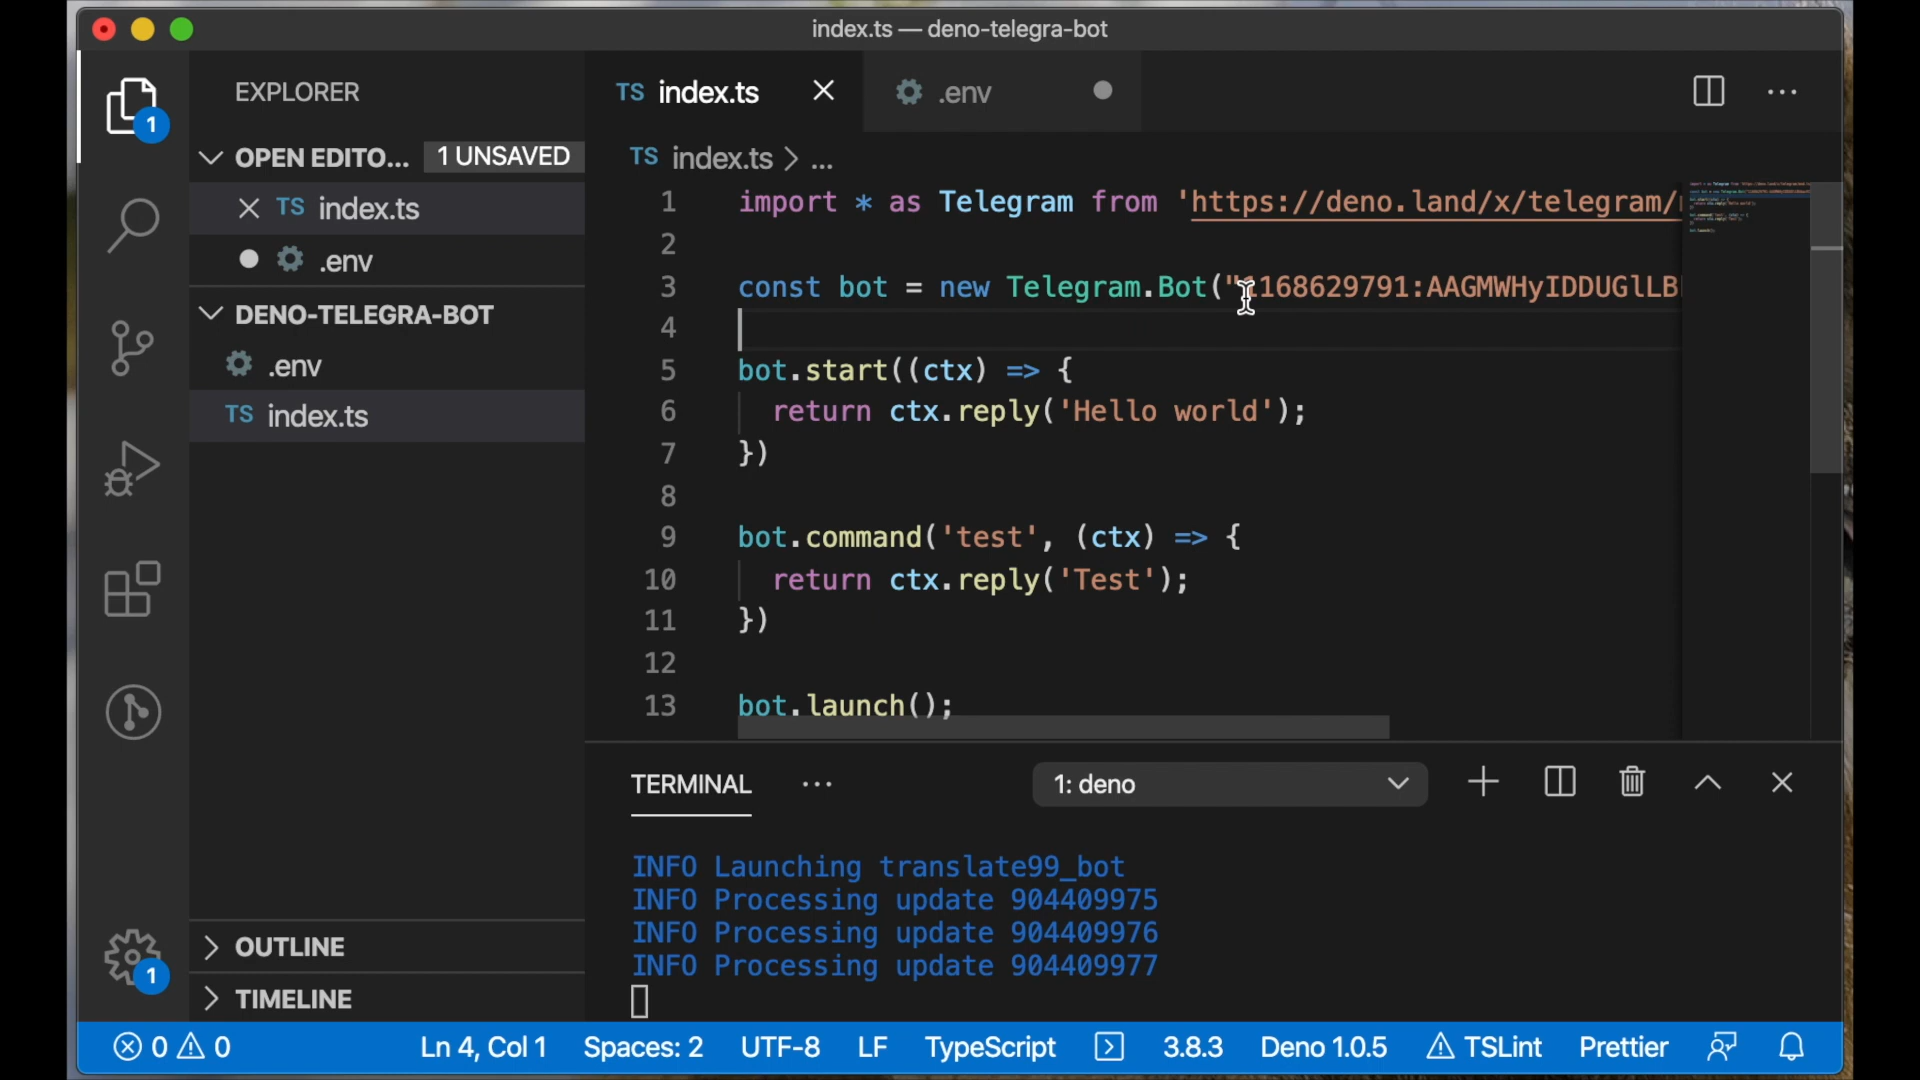 index.ts — deno-telegra-bot
EXPLORER
OPEN EDITO... 1 UNSAVED
TS index.ts
.env
DENO-TELEGRA-BOT
.env
TS index.ts
OUTLINE
TIMELINE
1
1
TS index.ts .env
TS index.ts > ...
1 import * as Telegram from 'https://deno.land/x/telegram/
2
3 const bot = new Telegram.Bot("1168629791:AAGMWHyIDDUGlLB
4
5 bot.start((ctx) => {
6 return ctx.reply('Hello world');
7 })
8
9 bot.command('test', (ctx) => {
10 return ctx.reply('Test');
11 })
12
13 bot.launch();
TERMINAL ... 1: deno
INFO Launching translate99_bot
INFO Processing update 904409975
INFO Processing update 904409976
INFO Processing update 904409977
0 0 Ln 4, Col 1 Spaces: 2 UTF-8 LF TypeScript 3.8.3 Deno 1.0.5 TSLint Prettier